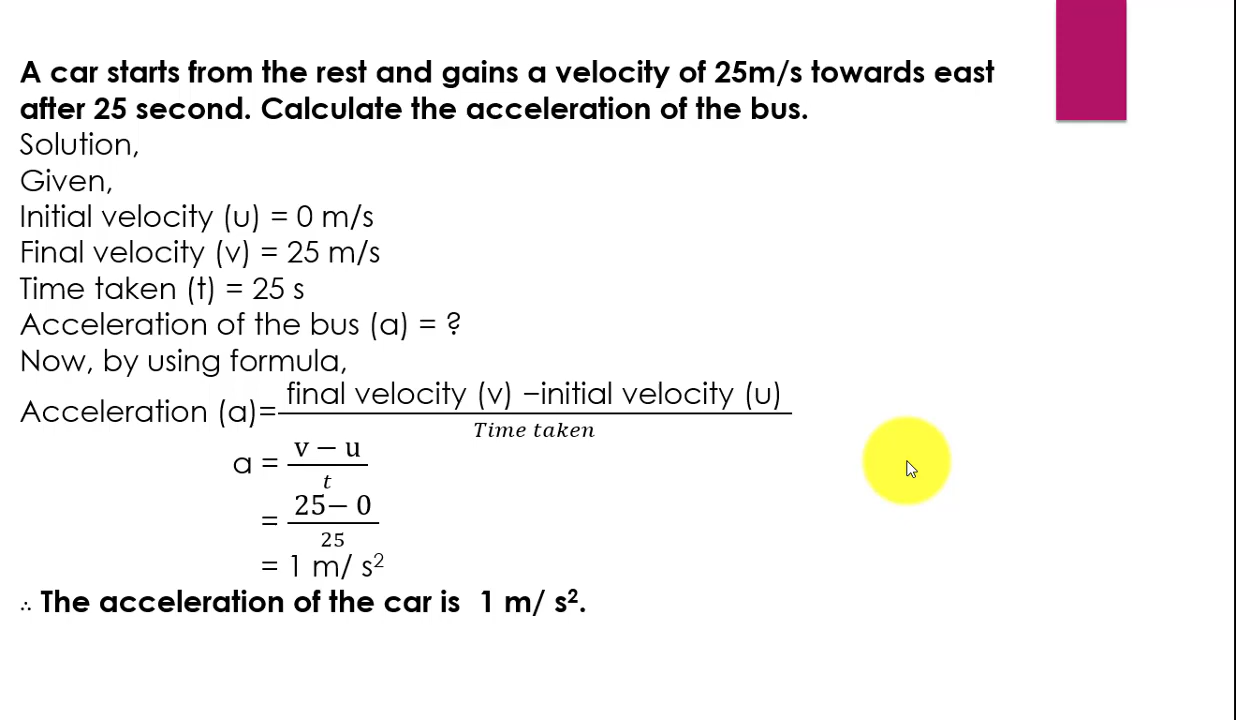 A car starts from the rest and gains a velocity of 25m/s towards east
after 25 second. Calculate the acceleration of the bus.
Solution,
Given,
Initial velocity (u) = 0 m/s
Final velocity (v) = 25 m/s
Time taken (t) = 25 s
Acceleration of the bus (a) = ?
Now, by using formula,
final velocity (v) −initial velocity (u)
Acceleration (a)=
Time taken
v − u
a =
t
25− 0
=
25
= 1 m/ s²
∴ The acceleration of the car is 1 m/ s².